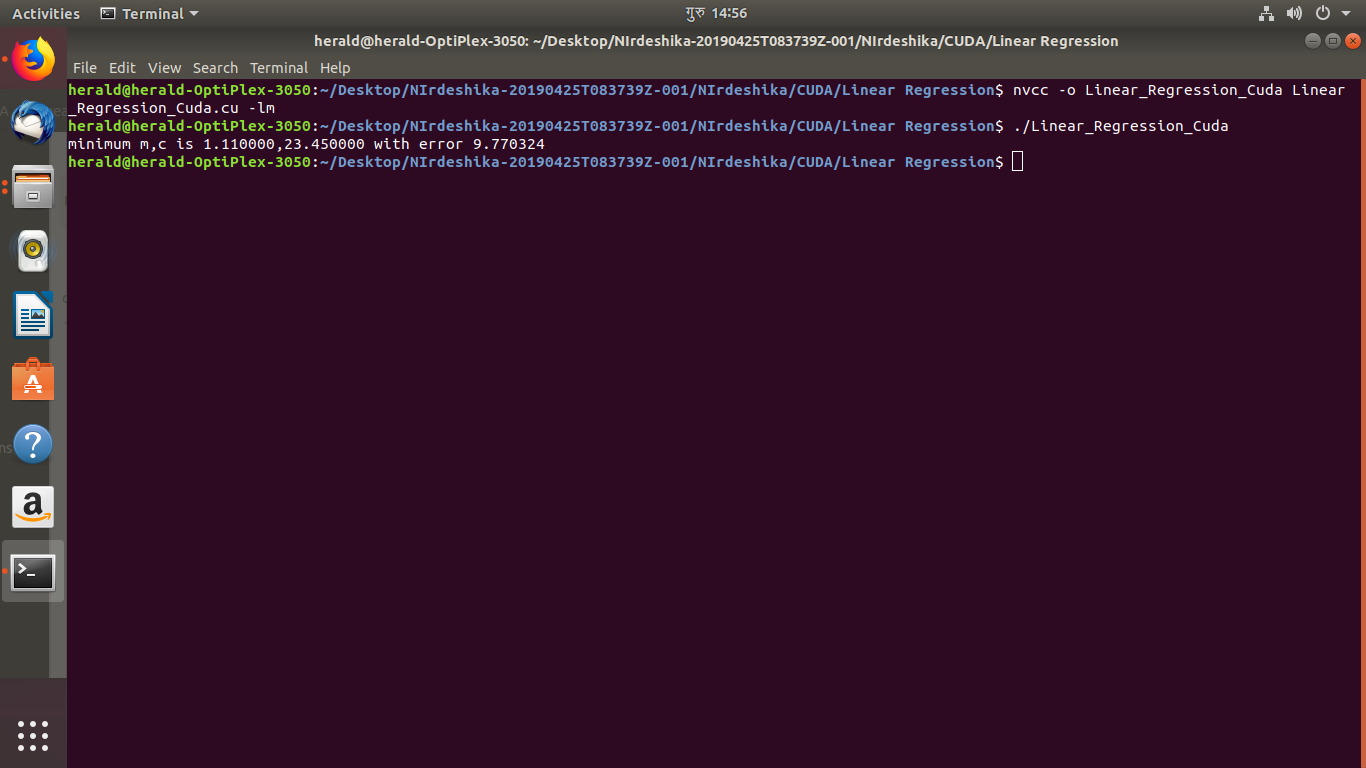 Activities Terminal गुरु 14:56
herald@herald-OptiPlex-3050: ~/Desktop/NIrdeshika-20190425T083739Z-001/NIrdeshika/CUDA/Linear Regression
File Edit View Search Terminal Help
herald@herald-OptiPlex-3050:~/Desktop/NIrdeshika-20190425T083739Z-001/NIrdeshika/CUDA/Linear Regression$ nvcc -o Linear_Regression_Cuda Linear
_Regression_Cuda.cu -lm
herald@herald-OptiPlex-3050:~/Desktop/NIrdeshika-20190425T083739Z-001/NIrdeshika/CUDA/Linear Regression$ ./Linear_Regression_Cuda
minimum m,c is 1.110000,23.450000 with error 9.770324
herald@herald-OptiPlex-3050:~/Desktop/NIrdeshika-20190425T083739Z-001/NIrdeshika/CUDA/Linear Regression$